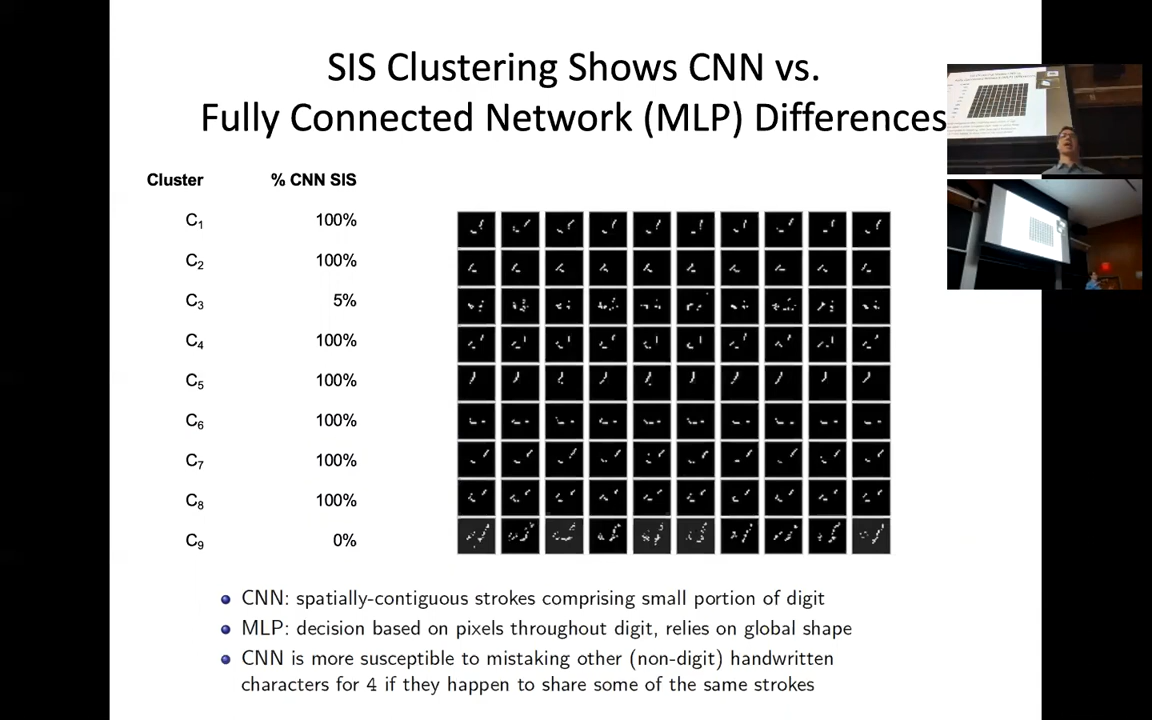 SIS Clustering Shows CNN vs.
Fully Connected Network (MLP) Differences
Cluster % CNN SIS
C₁ 100%
C₂ 100%
C₃ 5%
C₄ 100%
C₅ 100%
C₆ 100%
C₇ 100%
C₈ 100%
C₉ 0%
CNN: spatially-contiguous strokes comprising small portion of digit
MLP: decision based on pixels throughout digit, relies on global shape
CNN is more susceptible to mistaking other (non-digit) handwritten
characters for 4 if they happen to share some of the same strokes